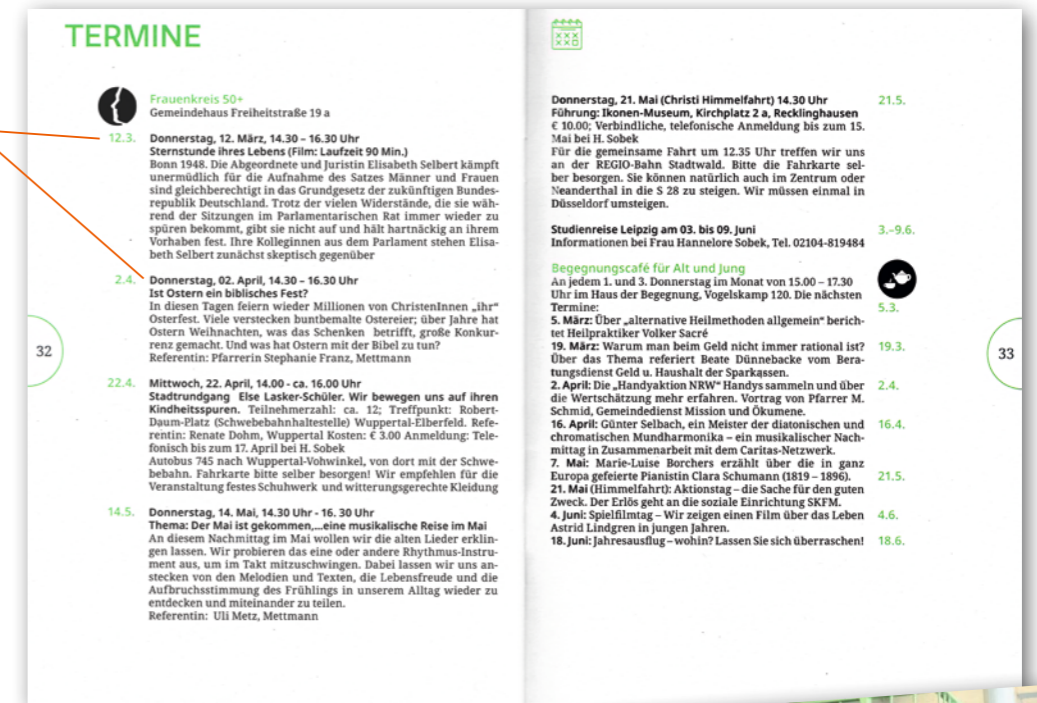 TERMINE
Frauenkreis 50+
Gemeindehaus Freiheitstraße 19 a
12.3. Donnerstag, 12. März, 14.30 – 16.30 Uhr
Sternstunde ihres Lebens (Film: Laufzeit 90 Min.)
Bonn 1948. Die Abgeordnete und Juristin Elisabeth Selbert kämpft
unermüdlich für die Aufnahme des Satzes Männer und Frauen
sind gleichberechtigt in das Grundgesetz der zukünftigen Bundes-
republik Deutschland. Trotz der vielen Widerstände, die sie wäh-
rend der Sitzungen im Parlamentarischen Rat immer wieder zu
spüren bekommt, gibt sie nicht auf und hält hartnäckig an ihrem
Vorhaben fest. Ihre Kolleginnen aus dem Parlament stehen Elisa-
beth Selbert zunächst skeptisch gegenüber
2.4. Donnerstag, 02. April, 14.30 – 16.30 Uhr
Ist Ostern ein biblisches Fest?
In diesen Tagen feiern wieder Millionen von ChristenInnen „ihr“
Osterfest. Viele verstecken buntbemalte Ostereier; über Jahre hat
Ostern Weihnachten, was das Schenken betrifft, große Konkur-
renz gemacht. Und was hat Ostern mit der Bibel zu tun?
Referentin: Pfarrerin Stephanie Franz, Mettmann
32
22.4. Mittwoch, 22. April, 14.00 - ca. 16.00 Uhr
Stadtrundgang Else Lasker-Schüler. Wir bewegen uns auf ihren
Kindheitsspuren. Teilnehmerzahl: ca. 12; Treffpunkt: Robert-
Daum-Platz (Schwebebahnhaltestelle) Wuppertal-Elberfeld. Refe-
rentin: Renate Dohm, Wuppertal Kosten: € 3.00 Anmeldung: Tele-
fonisch bis zum 17. April bei H. Sobek
Autobus 745 nach Wuppertal-Vohwinkel, von dort mit der Schwe-
bebahn. Fahrkarte bitte selber besorgen! Wir empfehlen für die
Veranstaltung festes Schuhwerk und witterungsgerechte Kleidung
14.5. Donnerstag, 14. Mai, 14.30 Uhr - 16. 30 Uhr
Thema: Der Mai ist gekommen,...eine musikalische Reise im Mai
An diesem Nachmittag im Mai wollen wir die alten Lieder erklin-
gen lassen. Wir probieren das eine oder andere Rhythmus-Instru-
ment aus, um im Takt mitzuschwingen. Dabei lassen wir uns an-
stecken von den Melodien und Texten, die Lebensfreude und die
Aufbruchsstimmung des Frühlings in unserem Alltag wieder zu
entdecken und miteinander zu teilen.
Referentin: Uli Metz, Mettmann
Donnerstag, 21. Mai (Christi Himmelfahrt) 14.30 Uhr 21.5.
Führung: Ikonen-Museum, Kirchplatz 2 a, Recklinghausen
€ 10.00; Verbindliche, telefonische Anmeldung bis zum 15.
Mai bei H. Sobek
Für die gemeinsame Fahrt um 12.35 Uhr treffen wir uns
an der REGIO-Bahn Stadtwald. Bitte die Fahrkarte sel-
ber besorgen. Sie können natürlich auch im Zentrum oder
Neanderthal in die S 28 zu steigen. Wir müssen einmal in
Düsseldorf umsteigen.
Studienreise Leipzig am 03. bis 09. Juni 3.–9.6.
Informationen bei Frau Hannelore Sobek, Tel. 02104-819484
Begegnungscafé für Alt und Jung
An jedem 1. und 3. Donnerstag im Monat von 15.00 – 17.30
Uhr im Haus der Begegnung, Vogelskamp 120. Die nächsten
Termine: 5.3.
5. März: Über „alternative Heilmethoden allgemein“ berich-
tet Heilpraktiker Volker Sacré
19. März: Warum man beim Geld nicht immer rational ist? 19.3.
Über das Thema referiert Beate Dünnebacke vom Bera-
tungsdienst Geld u. Haushalt der Sparkassen.
2. April: Die „Handyaktion NRW“ Handys sammeln und über 2.4.
die Wertschätzung mehr erfahren. Vortrag von Pfarrer M.
Schmid, Gemeindedienst Mission und Ökumene.
16. April: Günter Selbach, ein Meister der diatonischen und 16.4.
chromatischen Mundharmonika – ein musikalischer Nach-
mittag in Zusammenarbeit mit dem Caritas-Netzwerk.
7. Mai: Marie-Luise Borchers erzählt über die in ganz
Europa gefeierte Pianistin Clara Schumann (1819 – 1896). 21.5.
21. Mai (Himmelfahrt): Aktionstag – die Sache für den guten
Zweck. Der Erlös geht an die soziale Einrichtung SKFM.
4. Juni: Spielfilmtag – Wir zeigen einen Film über das Leben 4.6.
Astrid Lindgren in jungen Jahren.
18. Juni: Jahresausflug – wohin? Lassen Sie sich überraschen! 18.6.
33